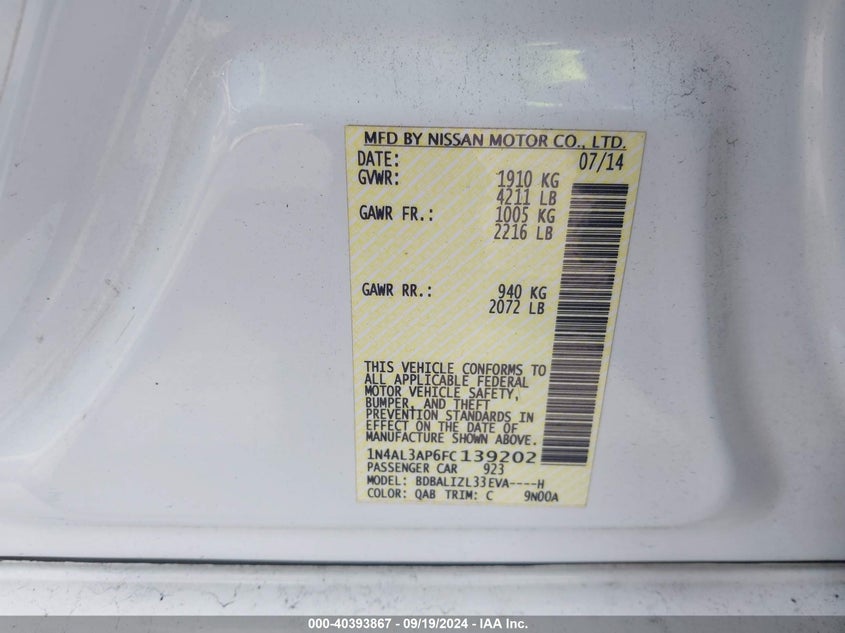 MFD BY NISSAN MOTOR CO., LTD.
DATE: 07/14
GVWR: 1910 KG
4211 LB
GAWR FR.: 1005 KG
2216 LB
GAWR RR.: 940 KG
2072 LB
THIS VEHICLE CONFORMS TO
ALL APPLICABLE FEDERAL
MOTOR VEHICLE SAFETY,
BUMPER, AND THEFT
PREVENTION STANDARDS IN
EFFECT ON THE DATE OF
MANUFACTURE SHOWN ABOVE.
1N4AL3AP6FC139202
PASSENGER CAR 923
MODEL: BDBALIZL33EVA----H
COLOR: QAB TRIM: C 9N00A
000-40393867 - 09/19/2024 - IAA Inc.